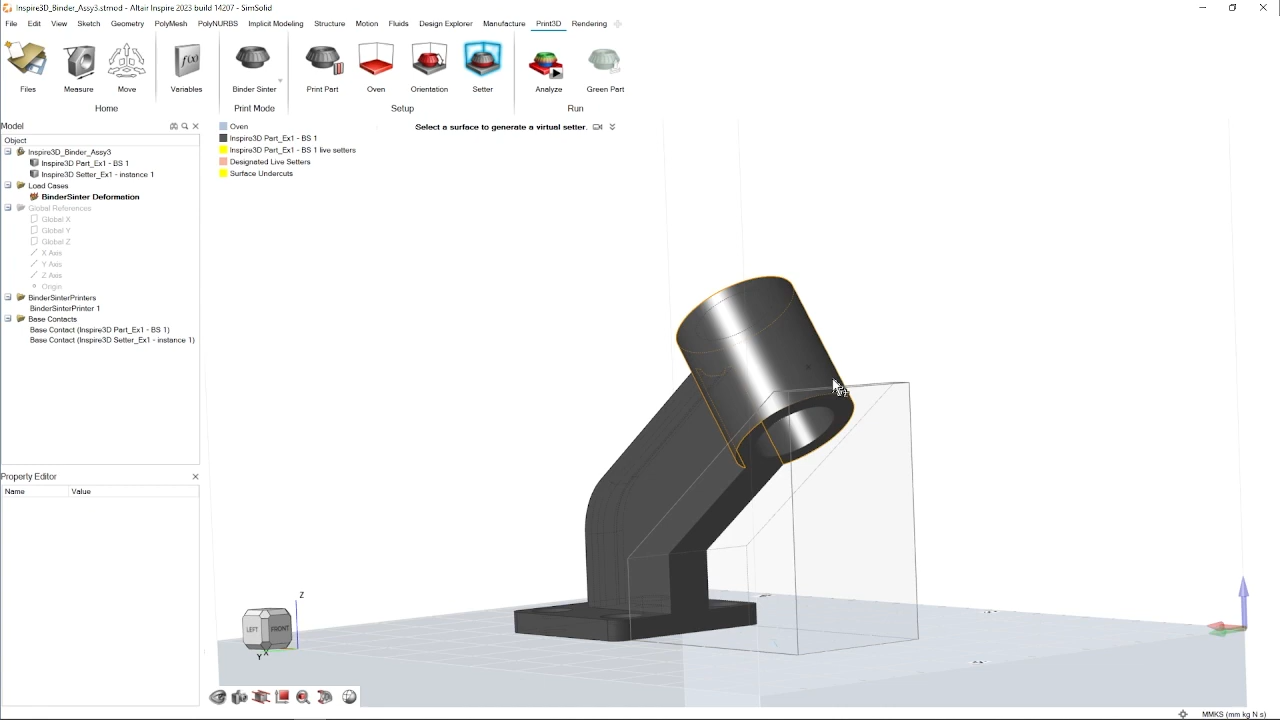 Inspire3D_Binder_Assy3.stmod - Altair Inspire 2023 build 14207 - SimSolid
File Edit View Sketch Geometry PolyMesh PolyNURBS Implicit Modeling Structure Motion Fluids Design Explorer Manufacture Print3D Rendering
f(x)
Files Measure Move Variables Binder Sinter Print Part Oven Orientation Setter Analyze Green Part
Home Print Mode Setup Run
Model
Object
Inspire3D_Binder_Assy3
Inspire3D Part_Ex1 - BS 1
Inspire3D Setter_Ex1 - instance 1
Load Cases
BinderSinter Deformation
Global References
Global X
Global Y
Global Z
X Axis
Y Axis
Z Axis
Origin
BinderSinterPrinters
BinderSinterPrinter 1
Base Contacts
Base Contact (Inspire3D Part_Ex1 - BS 1)
Base Contact (Inspire3D Setter_Ex1 - instance 1)
Property Editor
Name Value
Oven
Inspire3D Part_Ex1 - BS 1
Inspire3D Part_Ex1 - BS 1 live setters
Designated Live Setters
Surface Undercuts
Select a surface to generate a virtual setter.
Z
LEFT FRONT
Y X
MMKS (mm kg N s)